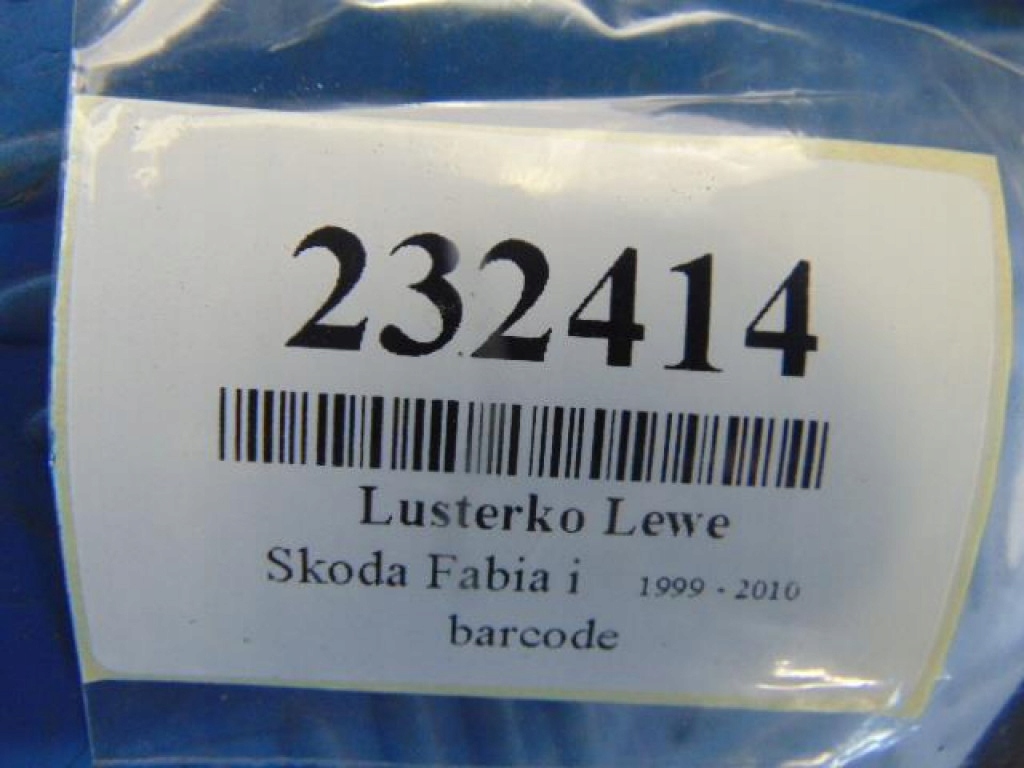 232414
Lusterko Lewe
Skoda Fabia i 1999 - 2010
barcode